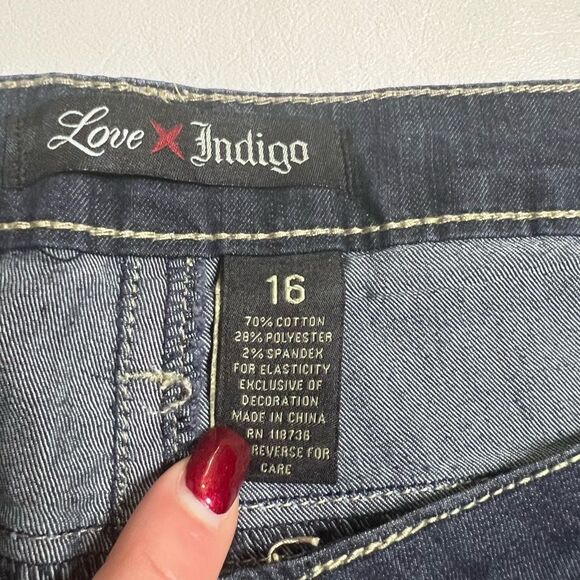 Love Indigo
16
70% COTTON
28% POLYESTER
2% SPANDEX
FOR ELASTICITY
EXCLUSIVE OF
DECORATION
MADE IN CHINA
RN 118736
REVERSE FOR
CARE